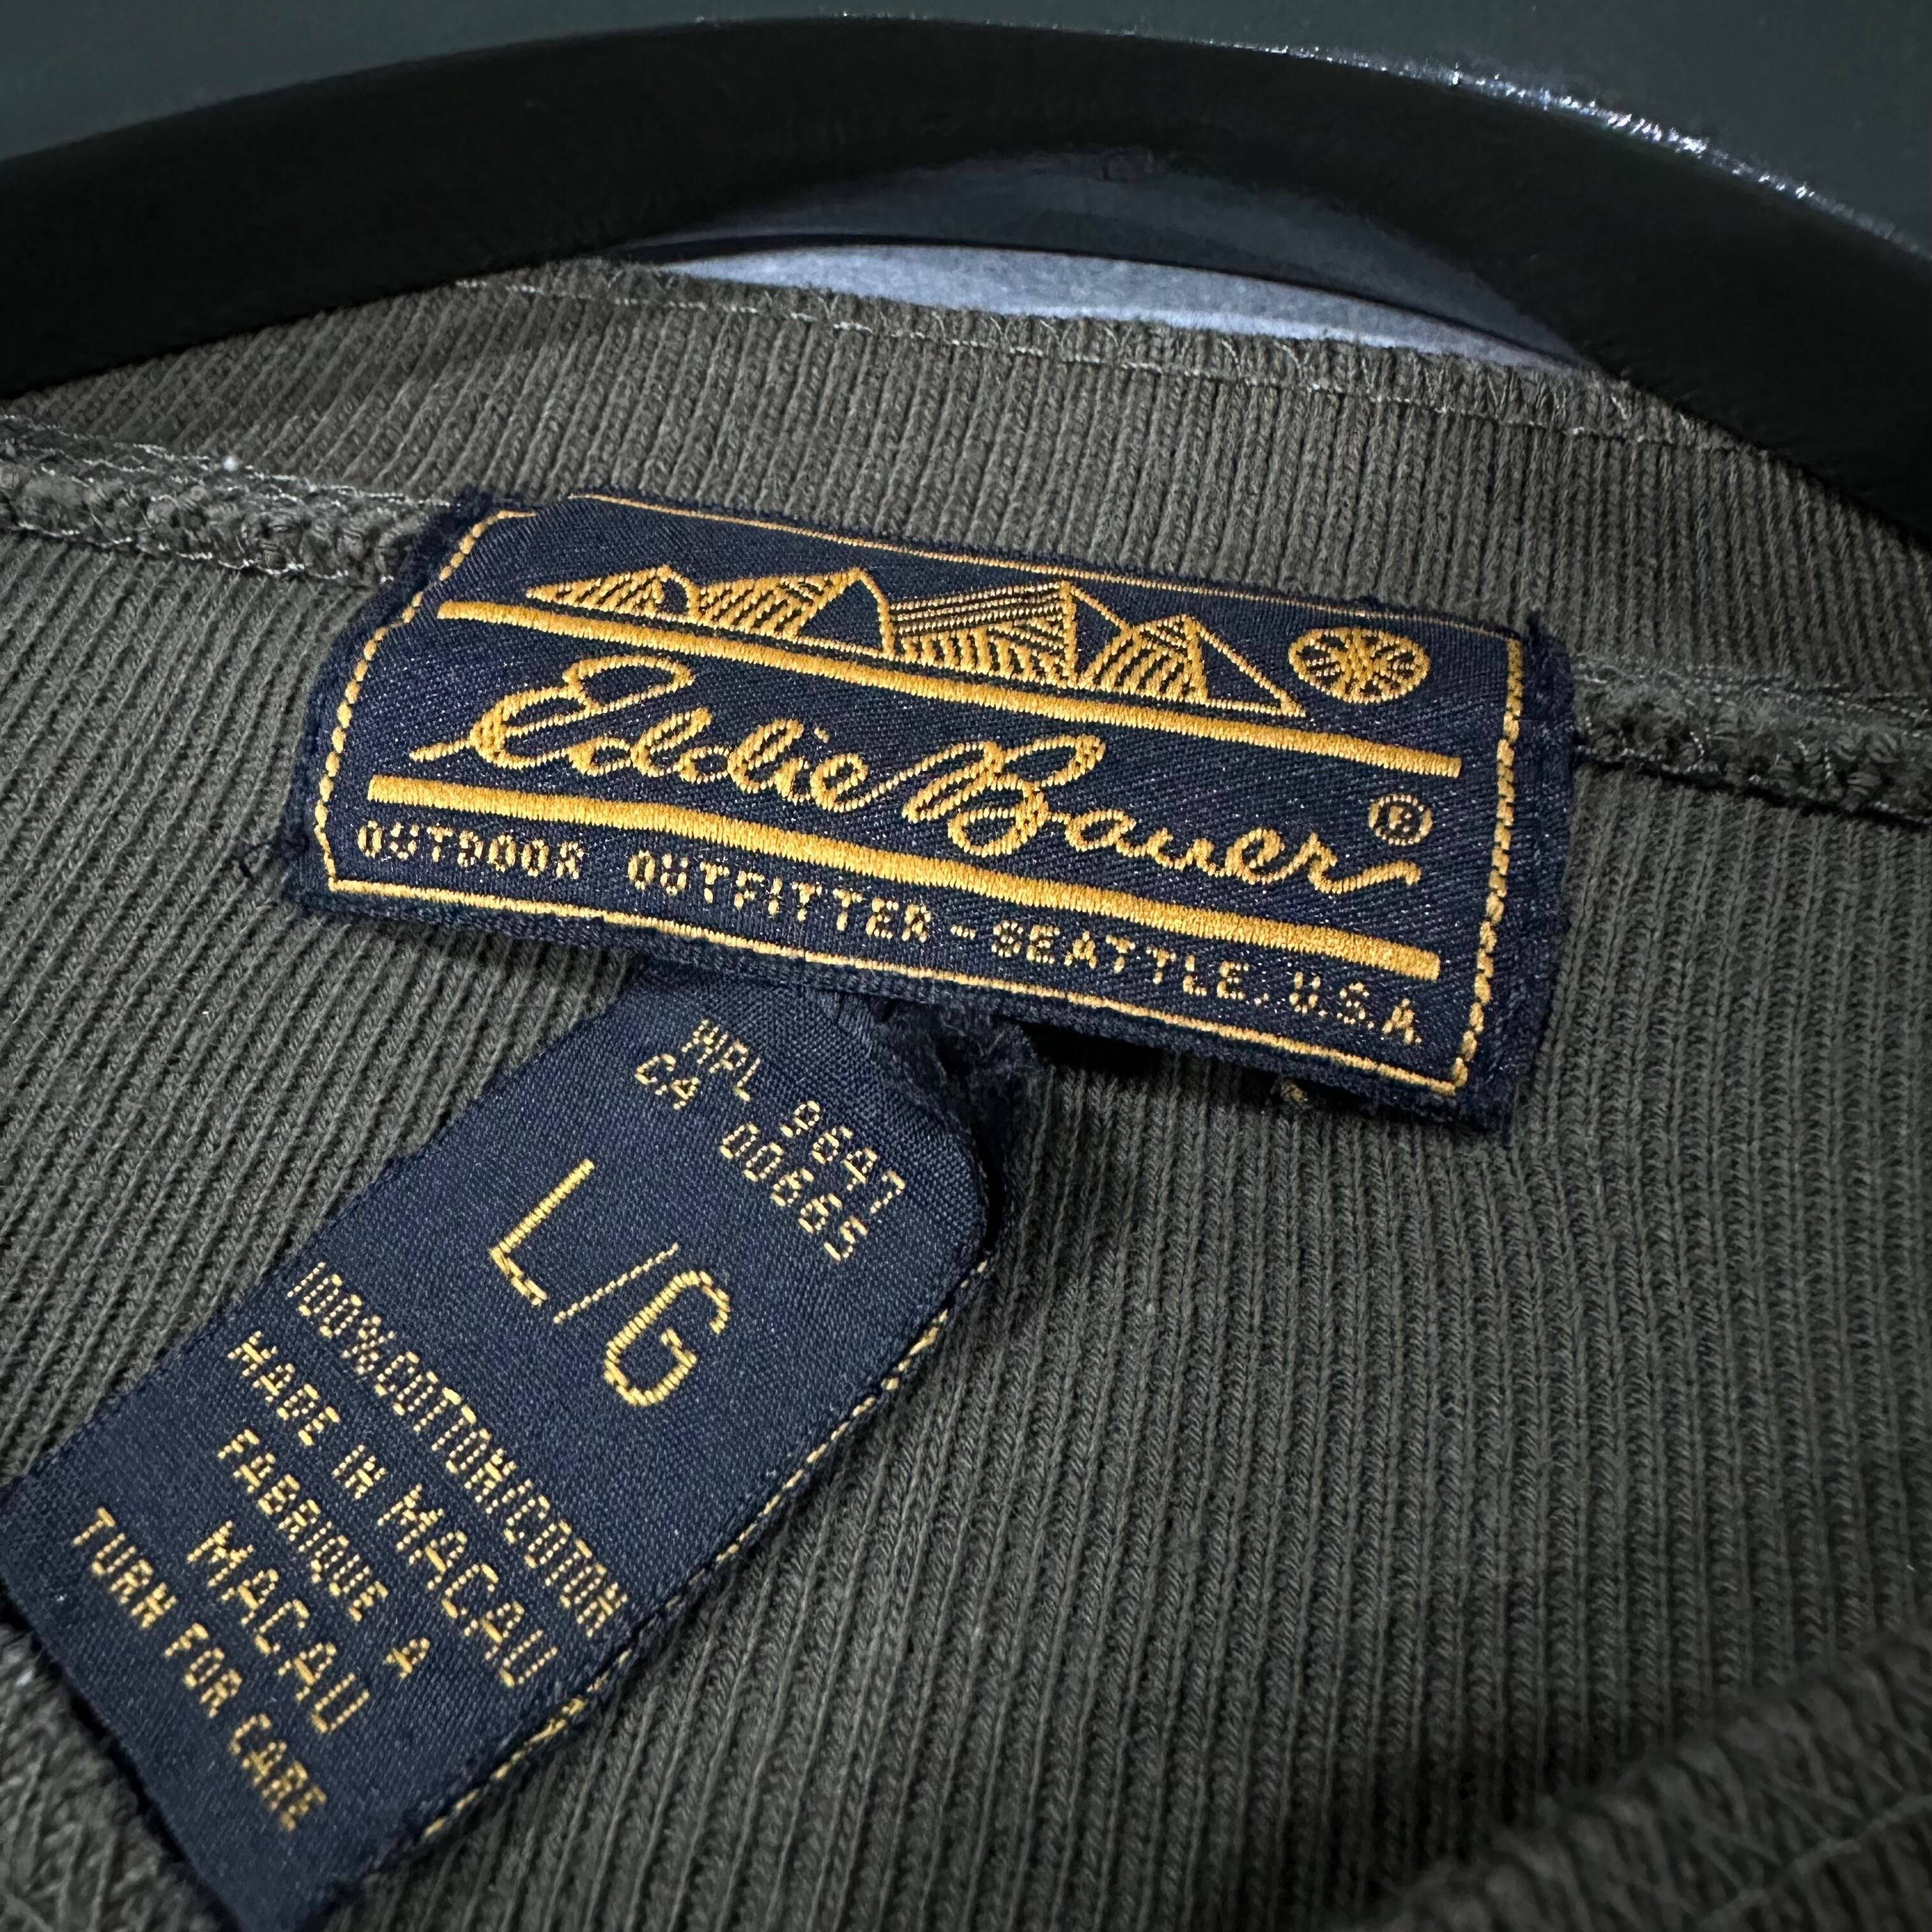 Eddie Bauer ®
OUTDOOR OUTFITTER - SEATTLE, U.S.A.
WPL 9647
CA 00665
L/G
100% COTTON/COTON
MADE IN MACAU
FABRIQUE A
MACAU
TURN FOR CARE